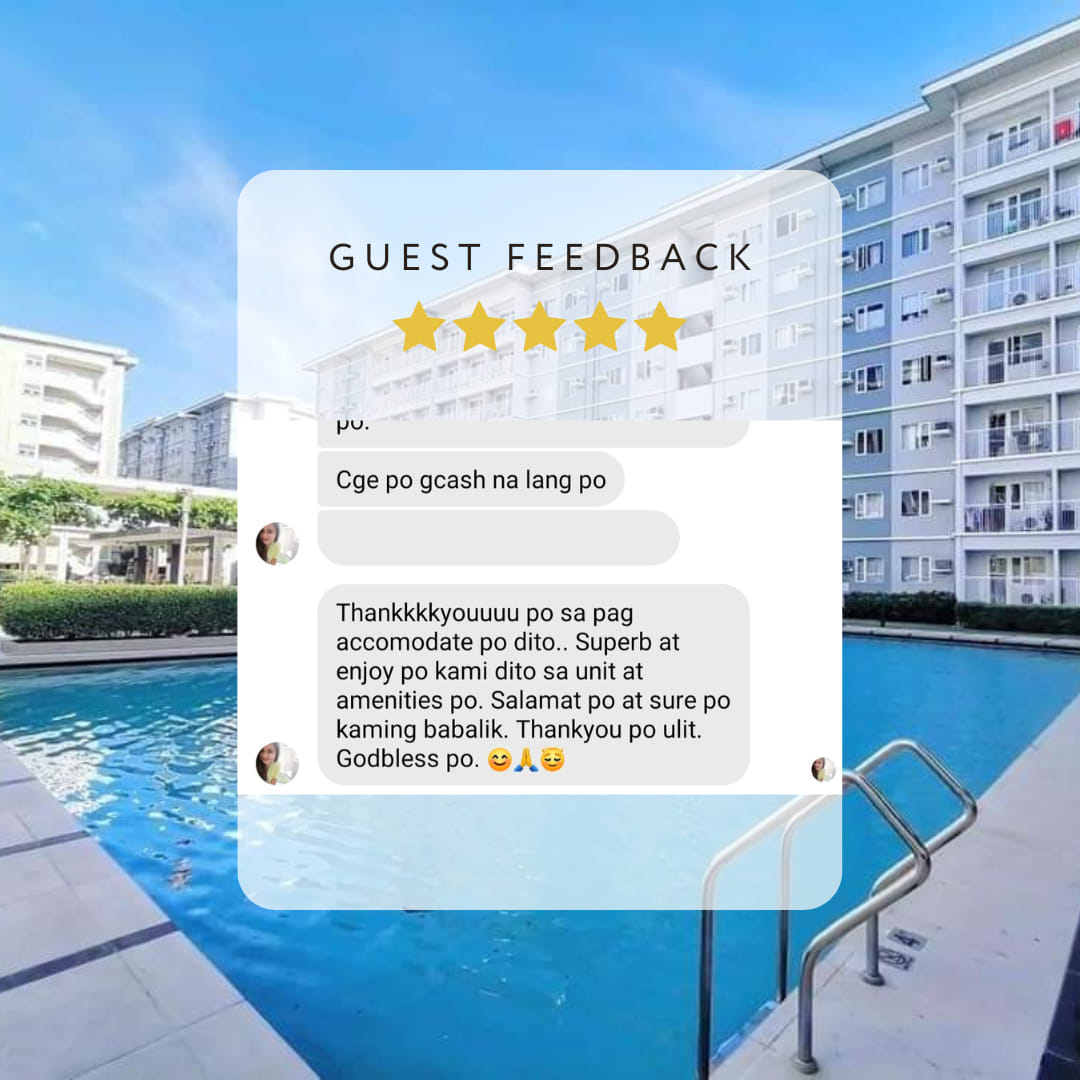 GUEST FEEDBACK
po.
Cge po gcash na lang po
Thankkkkyouuuu po sa pag
accomodate po dito.. Superb at
enjoy po kami dito sa unit at
amenities po. Salamat po at sure po
kaming babalik. Thankyou po ulit.
Godbless po. 😊🙏😇